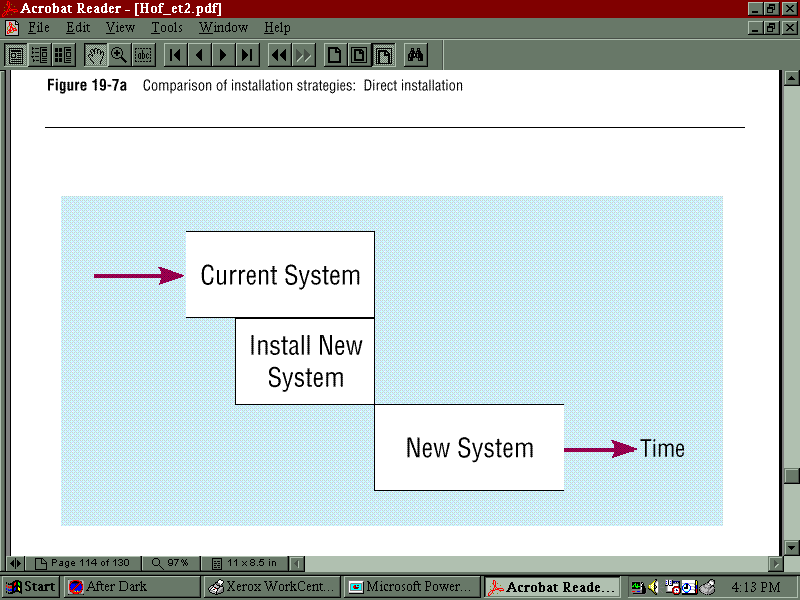 Acrobat Reader - [Hof_et2.pdf]
File Edit View Tools Window Help
abc
Figure 19-7a Comparison of installation strategies: Direct installation
Current System
Install New
System
New System
Time
Page 114 of 130 97% 11 x 8.5 in
Start After Dark Xerox WorkCent... Microsoft Power... Acrobat Reade... 4:13 PM